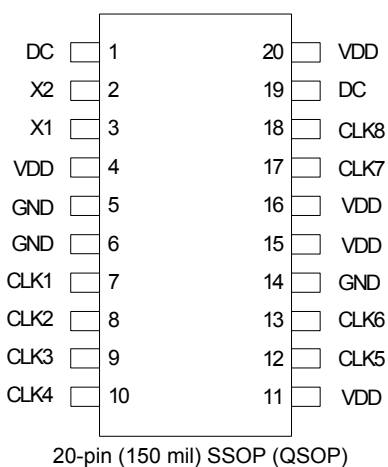 DC 1 20 VDD
X2 2 19 DC
X1 3 18 CLK8
VDD 4 17 CLK7
GND 5 16 VDD
GND 6 15 VDD
CLK1 7 14 GND
CLK2 8 13 CLK6
CLK3 9 12 CLK5
CLK4 10 11 VDD
20-pin (150 mil) SSOP (QSOP)